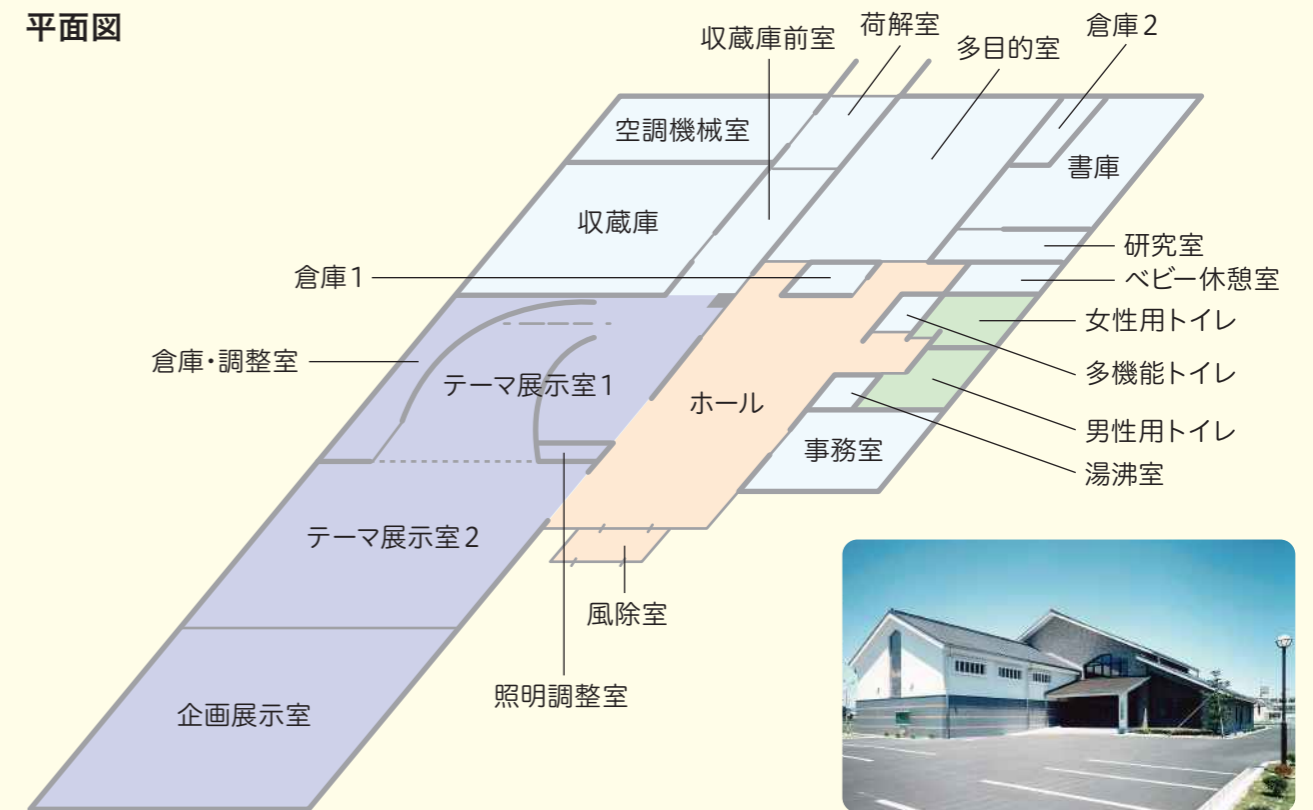 平面図
収蔵庫前室
荷解室
多目的室
倉庫2
空調機械室
書庫
収蔵庫
研究室
倉庫1
ベビー休憩室
女性用トイレ
倉庫・調整室
テーマ展示室1
多機能トイレ
ホール
男性用トイレ
事務室
湯沸室
テーマ展示室2
風除室
照明調整室
企画展示室